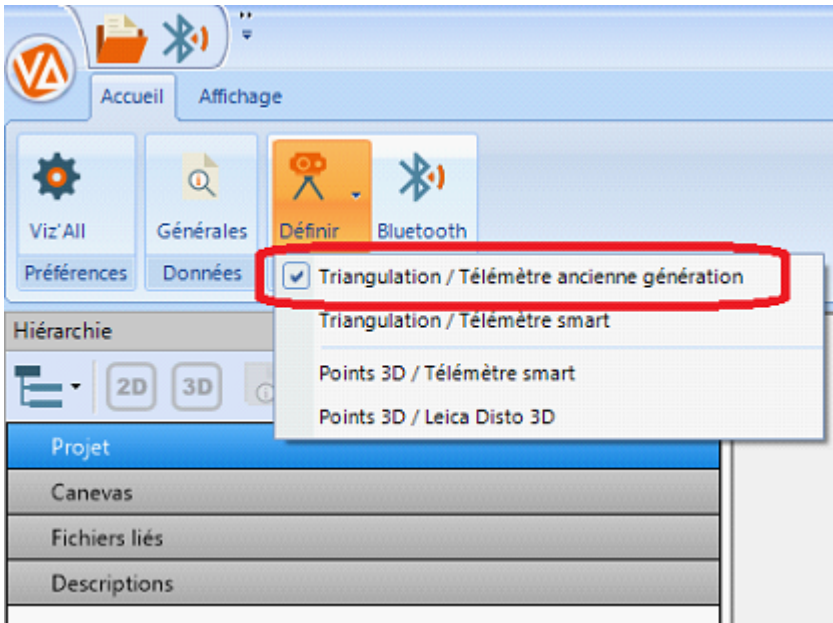 VA
Accueil Affichage
Viz'All Générales Définir Bluetooth
Préférences Données
Triangulation / Télémètre ancienne génération
Triangulation / Télémètre smart
Points 3D / Télémètre smart
Points 3D / Leica Disto 3D
Hiérarchie
2D 3D
Projet
Canevas
Fichiers liés
Descriptions